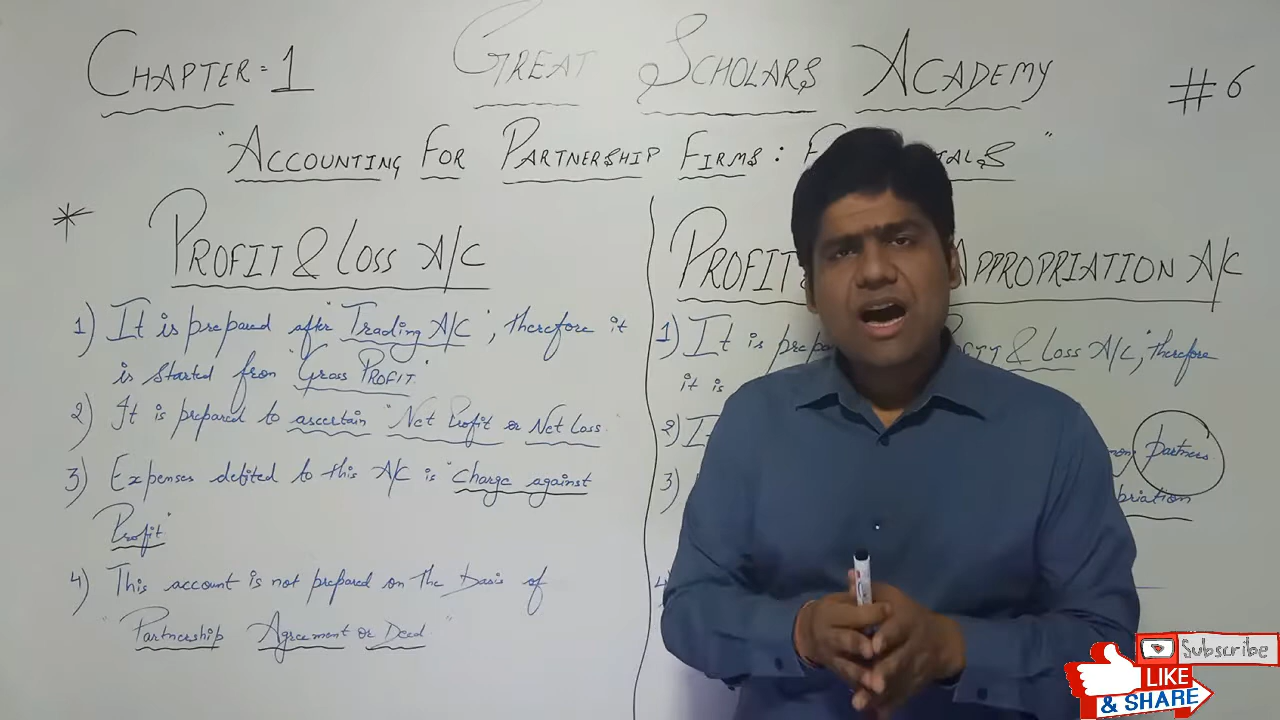 CHAPTER=1 GREAT SCHOLARS ACADEMY #6
"ACCOUNTING FOR PARTNERSHIP FIRMS :
* PROFIT & LOSS A/C
1) It is prepared after "Trading A/C", therefore it
is started from "Gross PROFIT."
2) It is prepared to ascertain "Net Profit or Net Loss."
3) Expenses debited to this A/C is "charge against
Profit"
4) This account is not prepared on the basis of
"Partnership Agreement or Deed"
PROFIT APPROPRIATION A/C
1) It is & Loss A/C", therefore
it is
2)
partners
3)
Subscribe
LIKE
& SHARE